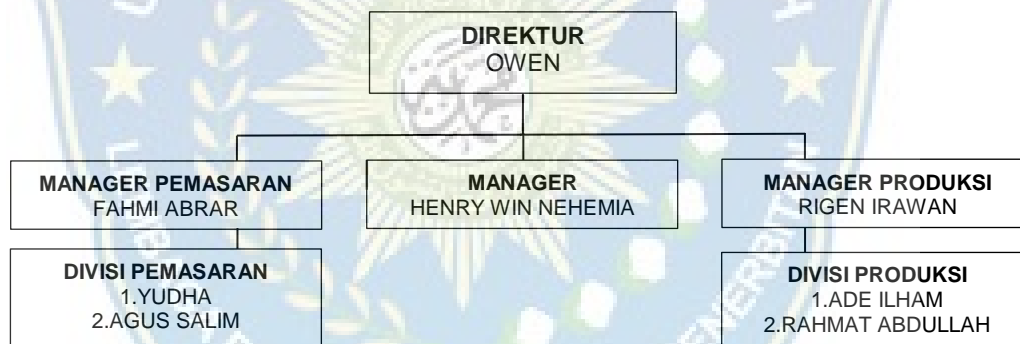 DIREKTUR
OWEN
MANAGER PEMASARAN
FAHMI ABRAR
MANAGER
HENRY WIN NEHEMIA
MANAGER PRODUKSI
RIGEN IRAWAN
DIVISI PEMASARAN
1.YUDHA
2.AGUS SALIM
DIVISI PRODUKSI
1.ADE ILHAM
2.RAHMAT ABDULLAH